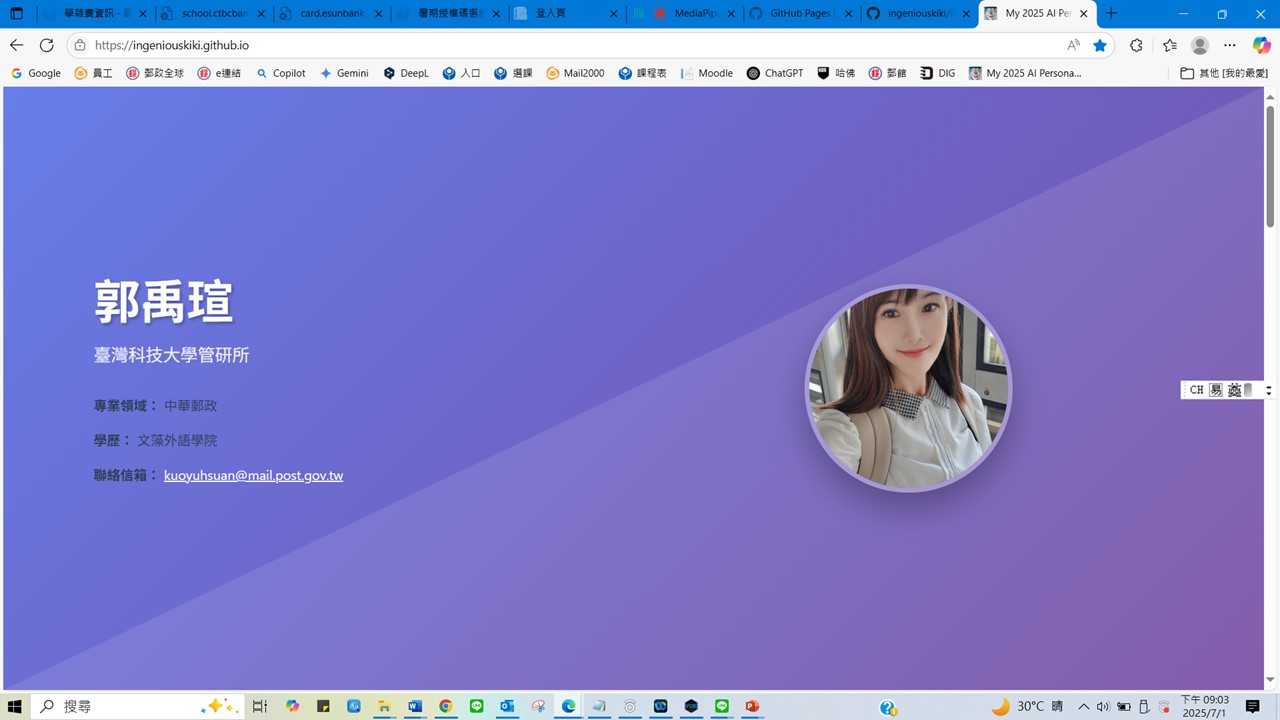 學雜費資訊 - 
school.ctbcban
card.esunbank.
暑期授權碼選課
登入頁
MediaPip
GitHub Pages
ingeniouskiki/i
My 2025 AI Per
https://ingeniouskiki.github.io
Google
員工
郵政全球
e連結
Copilot
Gemini
DeepL
入口
選課
Mail2000
課程表
Moodle
ChatGPT
哈佛
郵館
DIG
My 2025 AI Persona...
其他 [我的最愛]
郭禹瑄
臺灣科技大學管研所
專業領域： 中華郵政
學歷： 文藻外語學院
聯絡信箱： kuoyuhsuan@mail.post.gov.tw
CH 易
搜尋
30°C 晴
下午 09:03
2025/7/1